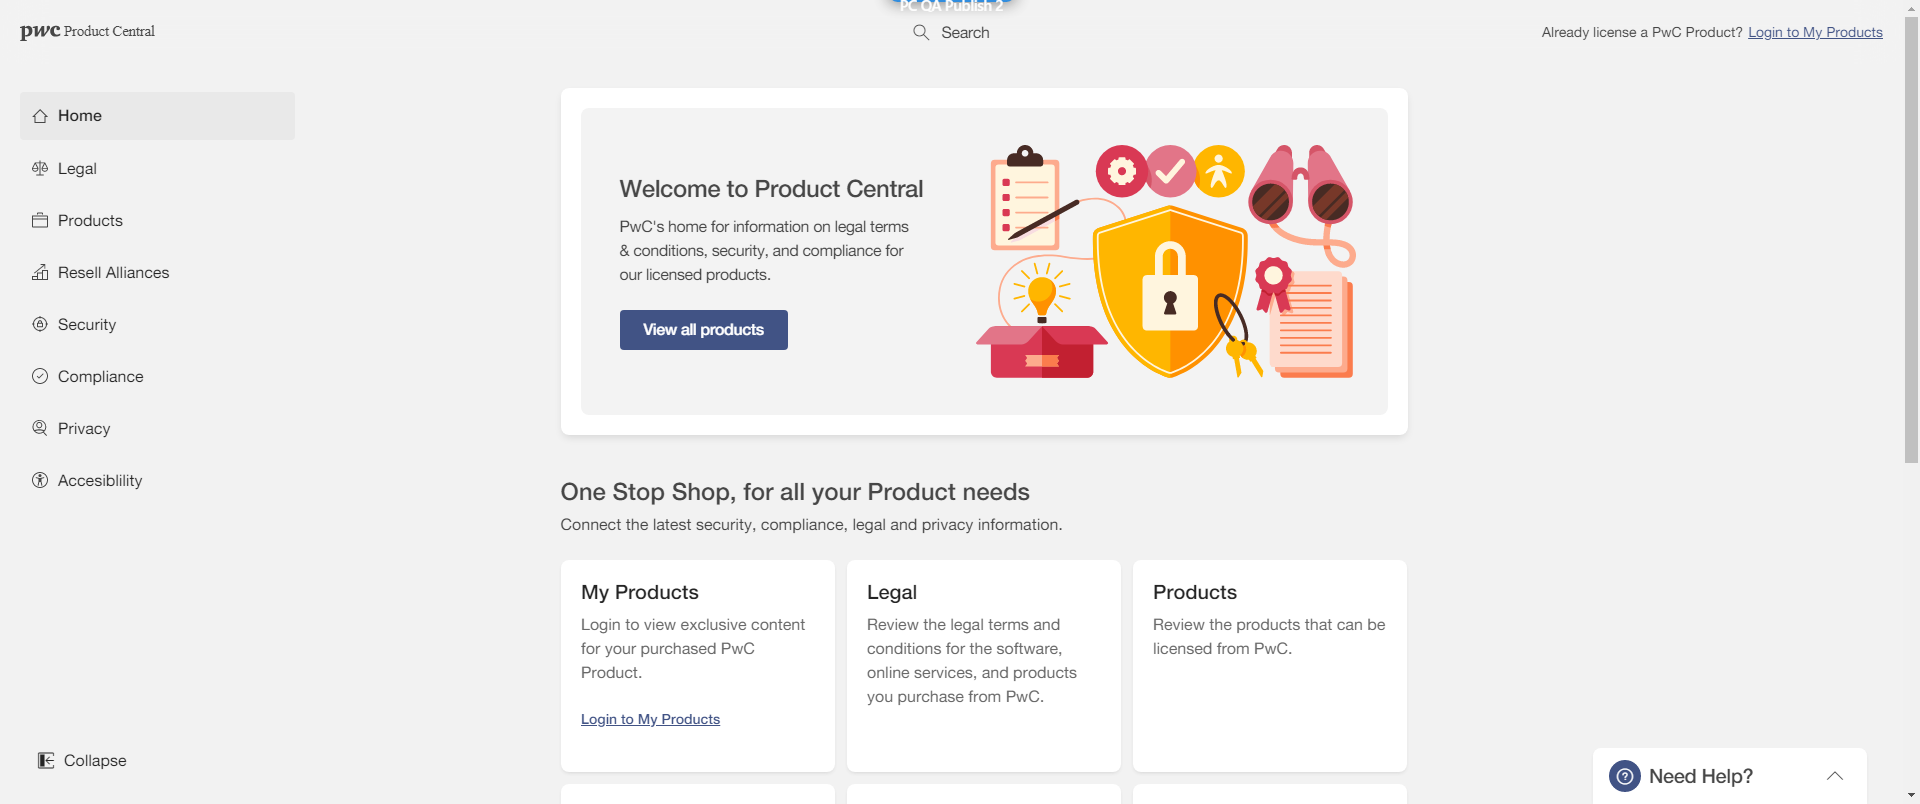 PC QA Publish 2
pwc Product Central
Search
Already license a PwC Product? Login to My Products
Home
Legal
Products
Resell Alliances
Security
Compliance
Privacy
Accesiblility
Collapse
Welcome to Product Central
PwC's home for information on legal terms
& conditions, security, and compliance for
our licensed products.
View all products
One Stop Shop, for all your Product needs
Connect the latest security, compliance, legal and privacy information.
My Products
Login to view exclusive content
for your purchased PwC
Product.
Login to My Products
Legal
Review the legal terms and
conditions for the software,
online services, and products
you purchase from PwC.
Products
Review the products that can be
licensed from PwC.
Need Help?